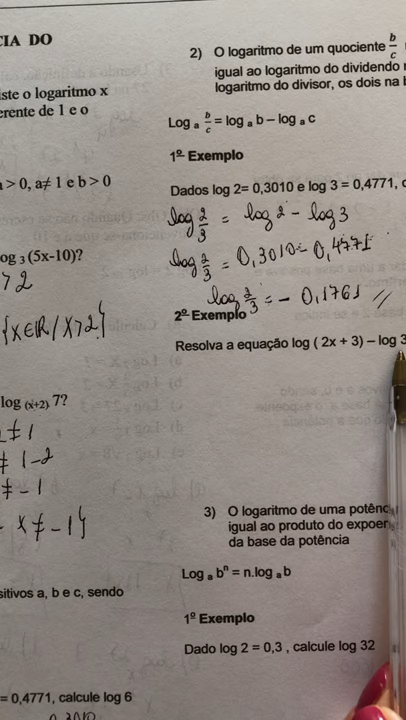 CIA DO
iste o logaritmo x
erente de 1 e o
> 0, a≠ 1 e b > 0
og 3 (5x-10)?
> 2
{x∈R/x>2}
log (x+2) 7?
≠ 1
≠ 1-2
≠ -1
x ≠ -1}
sitivos a, b e c, sendo
= 0,4771, calcule log 6
2) O logaritmo de um quociente b/c
igual ao logaritmo do dividendo
logaritmo do divisor, os dois na
Log a b/c = log a b – log a c
1º Exemplo
Dados log 2= 0,3010 e log 3 = 0,4771,
log 2/3 = log 2 - log 3
log 2/3 = 0,3010 - 0,4771
log 2/3 = - 0,1761 //
2º Exemplo
Resolva a equação log ( 2x + 3) – log 3
3) O logaritmo de uma potênc
igual ao produto do expoen
da base da potência
Log a bⁿ = n.log a b
1º Exemplo
Dado log 2 = 0,3 , calcule log 32